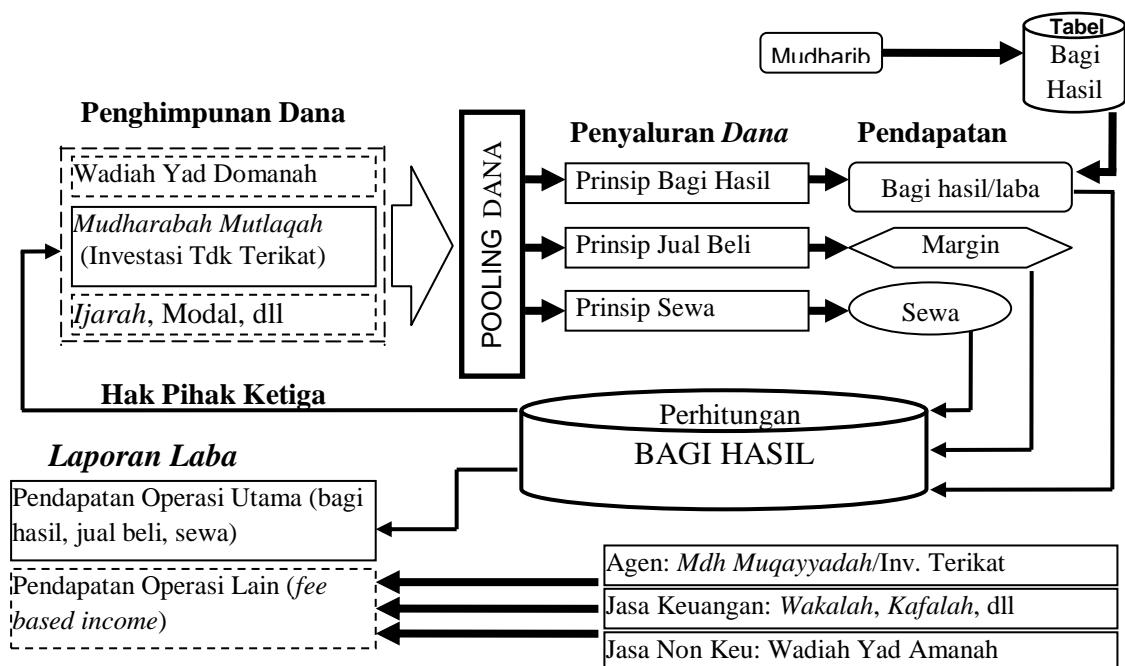 Mudharib
Tabel
Bagi
Hasil
Penghimpunan Dana
Wadiah Yad Domanah
Mudharabah Mutlaqah
(Investasi Tdk Terikat)
Ijarah, Modal, dll
POOLING DANA
Penyaluran Dana
Prinsip Bagi Hasil
Prinsip Jual Beli
Prinsip Sewa
Pendapatan
Bagi hasil/laba
Margin
Sewa
Hak Pihak Ketiga
Perhitungan
BAGI HASIL
Laporan Laba
Pendapatan Operasi Utama (bagi
hasil, jual beli, sewa)
Pendapatan Operasi Lain (fee
based income)
Agen: Mdh Muqayyadah/Inv. Terikat
Jasa Keuangan: Wakalah, Kafalah, dll
Jasa Non Keu: Wadiah Yad Amanah